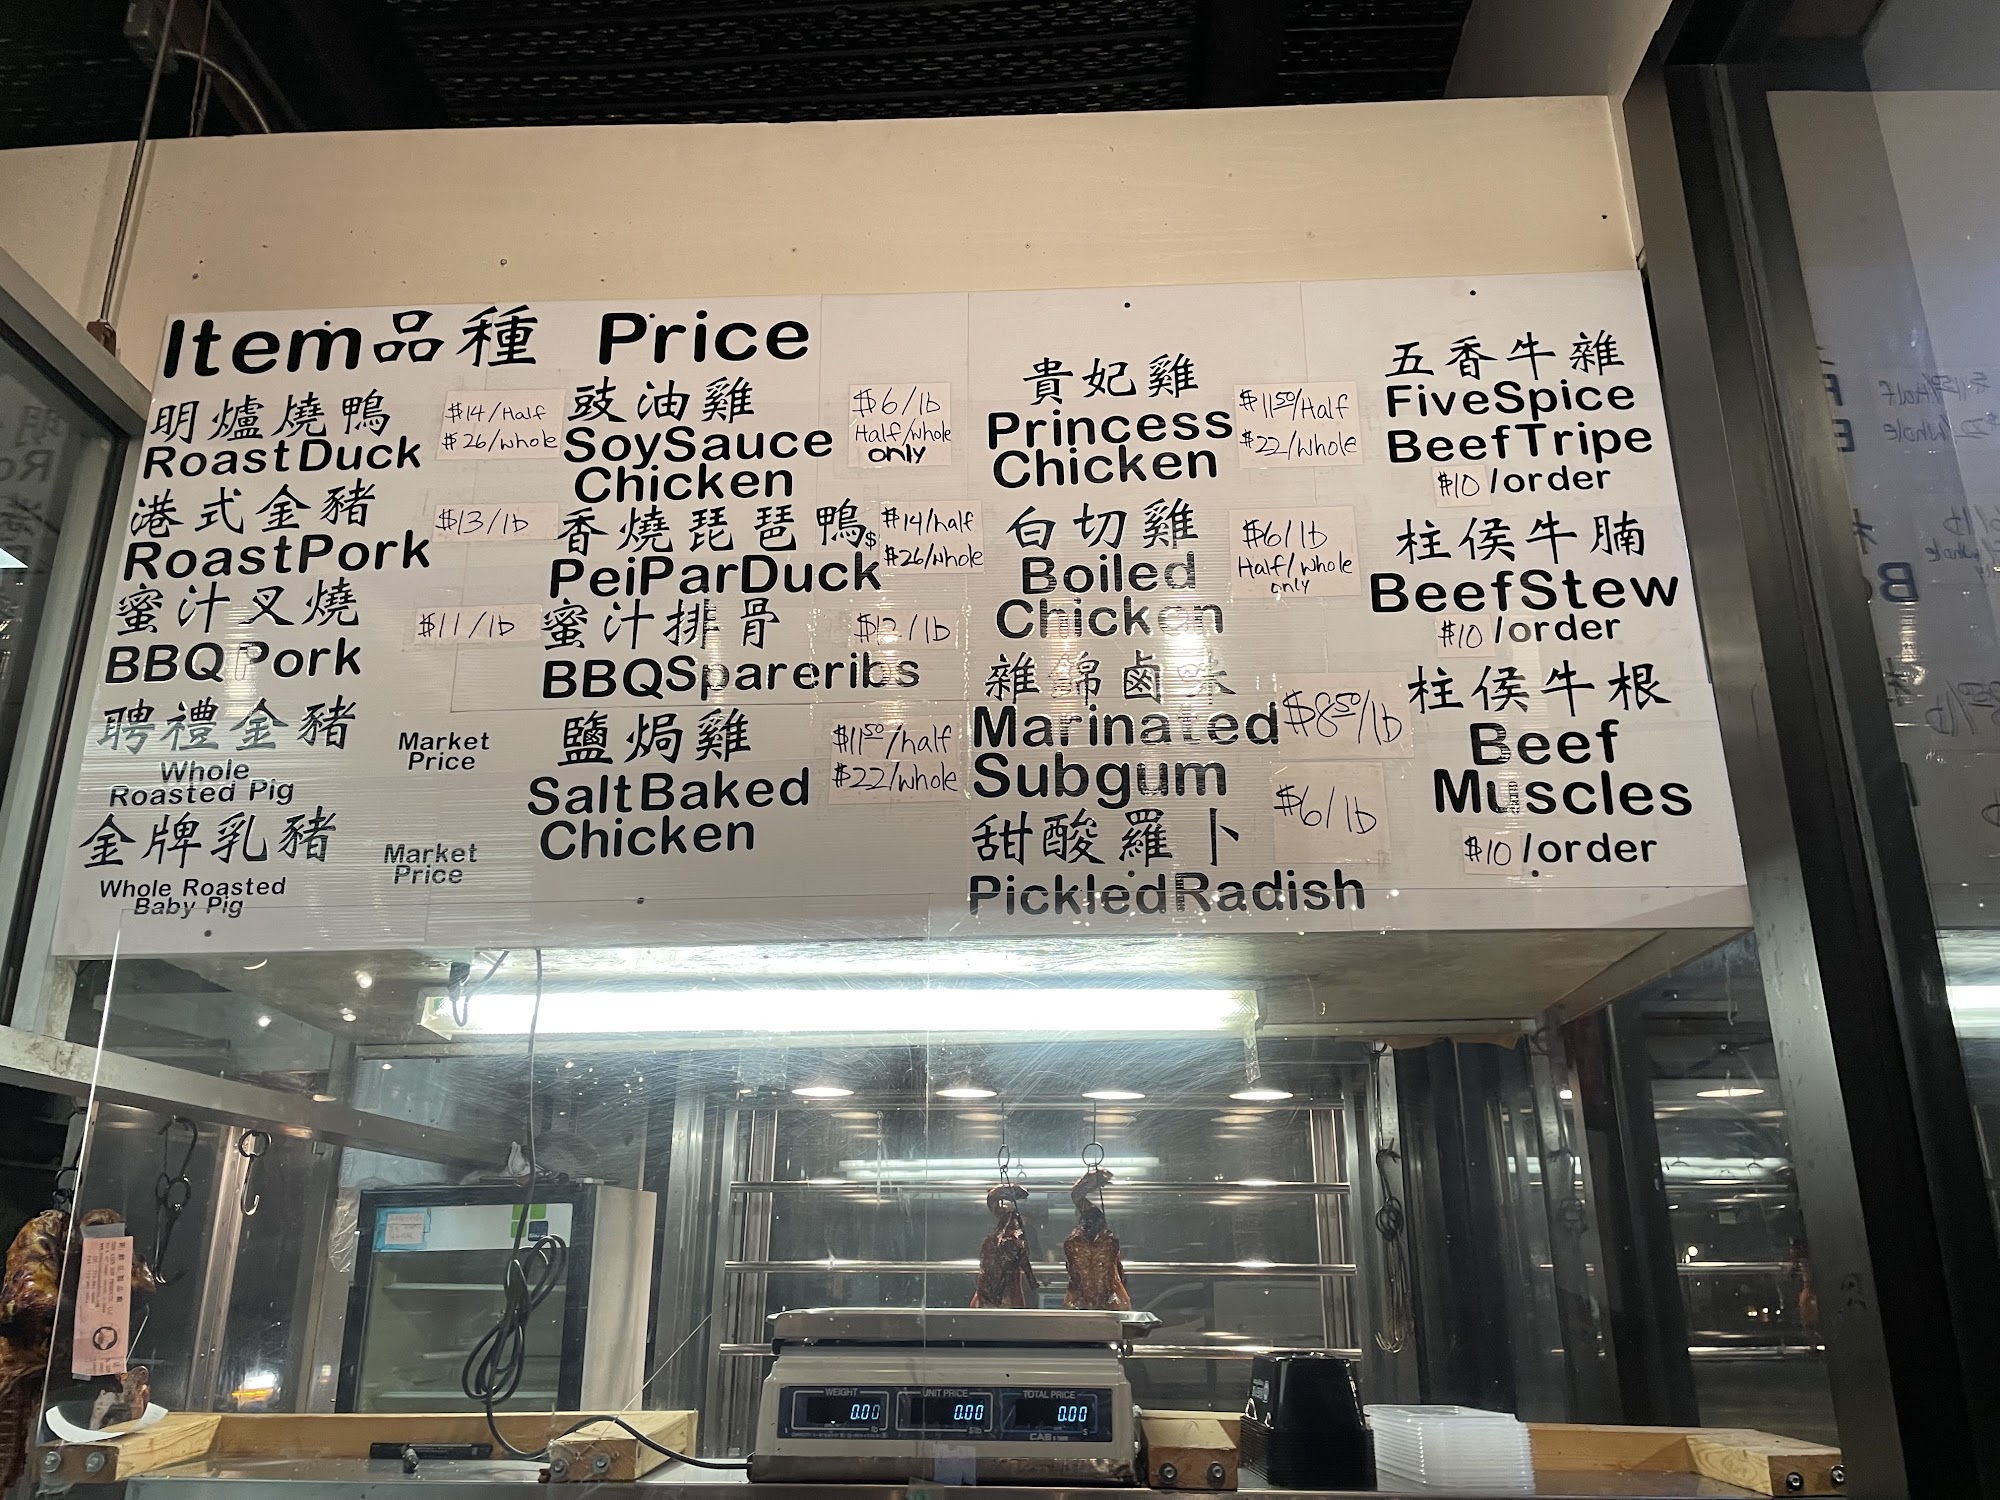 Item品種 Price
明爐燒鴨
RoastDuck
$14/Half
$26/whole
港式金豬
RoastPork
$13/lb
蜜汁叉燒
BBQPork
$11/lb
聘禮金豬
Whole
Roasted Pig
Market
Price
金牌乳豬
Whole Roasted
Baby Pig
Market
Price
豉油雞
SoySauce
Chicken
$6/lb
Half/whole
only
香燒琵琶鴨
PeiParDuck
$
$14/half
$26/whole
蜜汁排骨
BBQSpareribs
$12/lb
鹽焗雞
SaltBaked
Chicken
$1150/half
$22/whole
貴妃雞
Princess
Chicken
$1150/Half
$22/whole
白切雞
Boiled
Chicken
$6/lb
Half/whole
only
雜錦鹵味
Marinated
Subgum
$850/lb
甜酸羅卜
PickledRadish
$6/lb
五香牛雜
FiveSpice
BeefTripe
$10/order
柱侯牛腩
BeefStew
$10/order
柱侯牛根
Beef
Muscles
$10/order
WEIGHT
0.00
lb
UNIT PRICE
0.00
$/lb
TOTAL PRICE
0.00
$
CAS